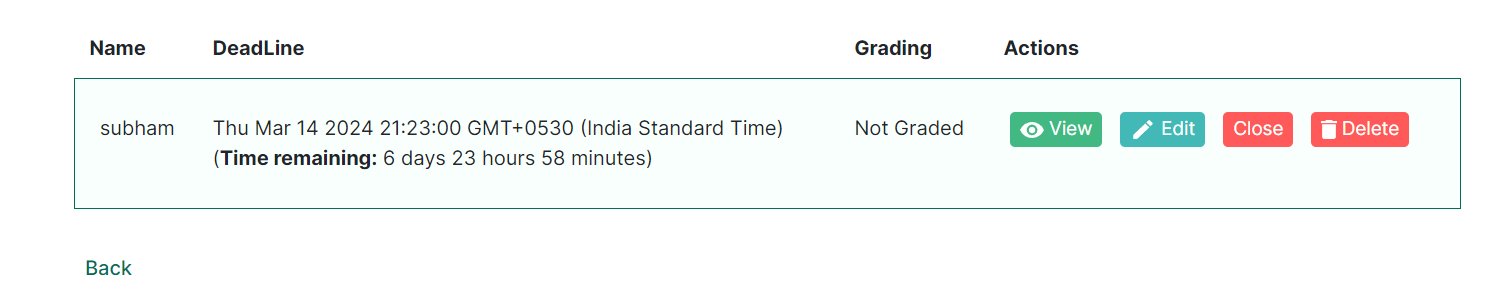 Name DeadLine Grading Actions
subham Thu Mar 14 2024 21:23:00 GMT+0530 (India Standard Time) Not Graded View Edit Close Delete
(Time remaining: 6 days 23 hours 58 minutes)
Back